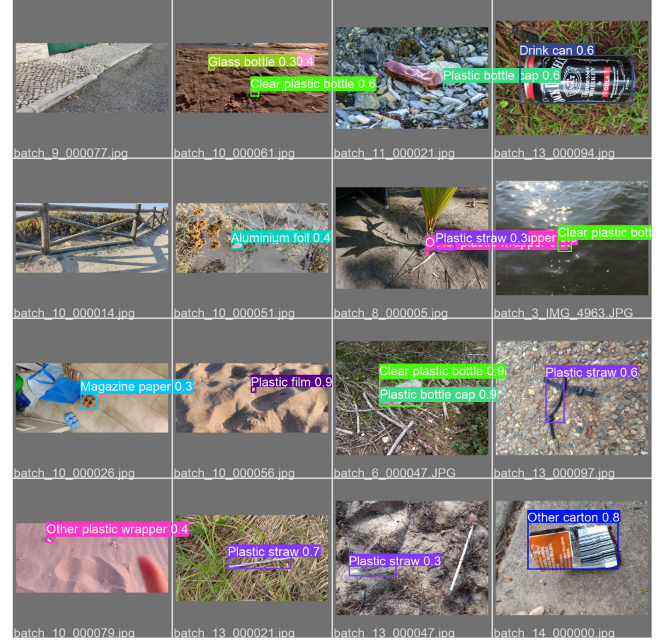 Glass bottle 0.30.4
Clear plastic bottle 0.6
Plastic bottle cap 0.6
Drink can 0.6
batch_9_000077.jpg
batch_10_000061.jpg
batch_11_000021.jpg
batch_13_000094.jpg
Aluminium foil 0.4
Plastic straw 0.3
pper
Clear plastic bott
batch_10_000014.jpg
batch_10_000051.jpg
batch_8_000005.jpg
batch_3_IMG_4963.JPG
Magazine paper 0.3
Plastic film 0.9
Clear plastic bottle 0.9
Plastic bottle cap 0.9
Plastic straw 0.6
batch_10_000026.jpg
batch_10_000056.jpg
batch_6_000047.JPG
batch_13_000097.jpg
Other plastic wrapper 0.4
Plastic straw 0.7
Plastic straw 0.3
Other carton 0.8
batch_10_000079.jpg
batch_13_000021.jpg
batch_13_000047.jpg
batch_14_000000.jpg